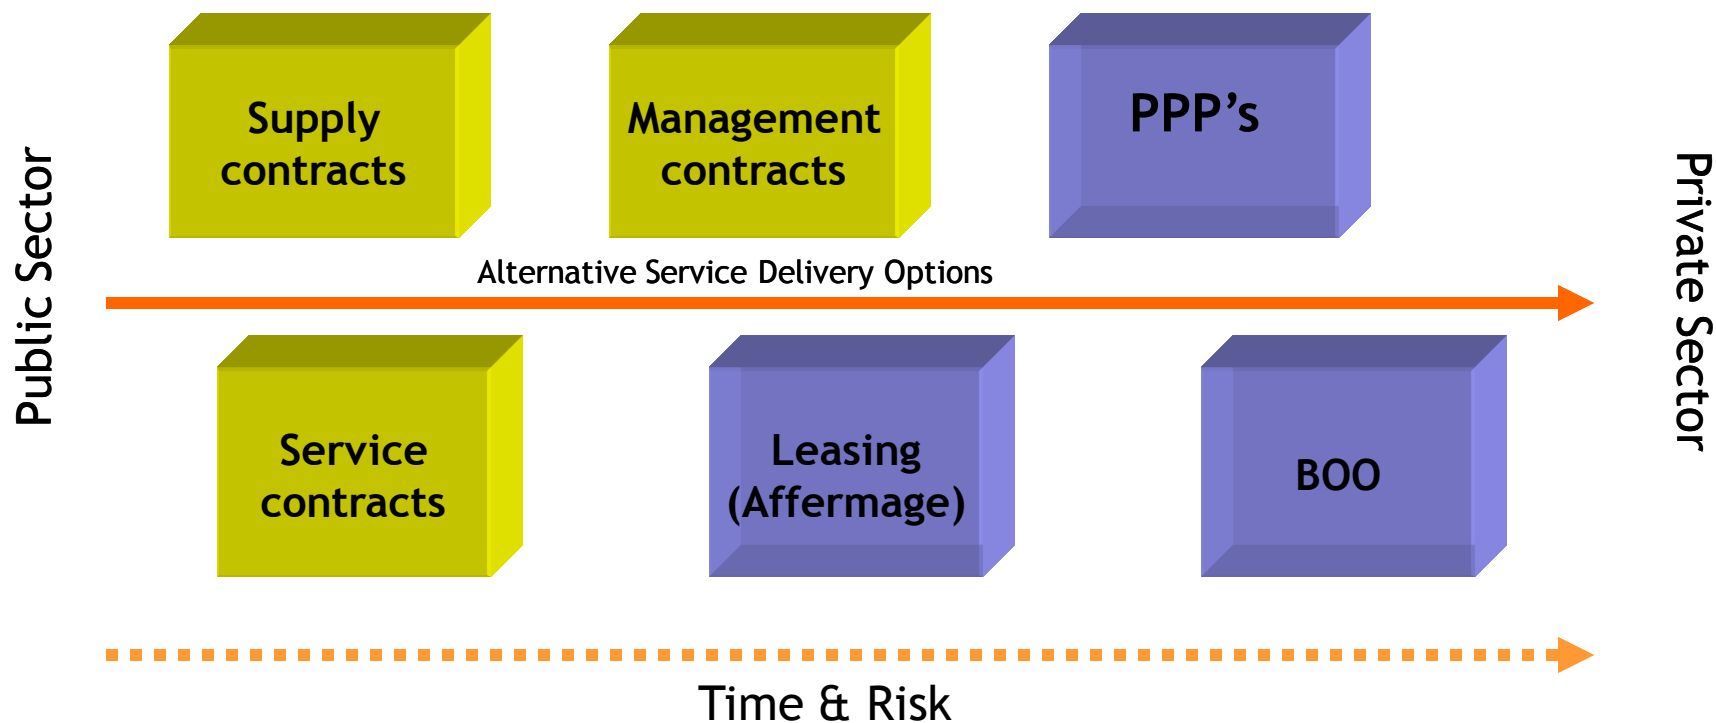 Supply
contracts
Management
contracts
PPP’s
Public Sector
Private Sector
Alternative Service Delivery Options
Service
contracts
Leasing
(Affermage)
BOO
Time & Risk